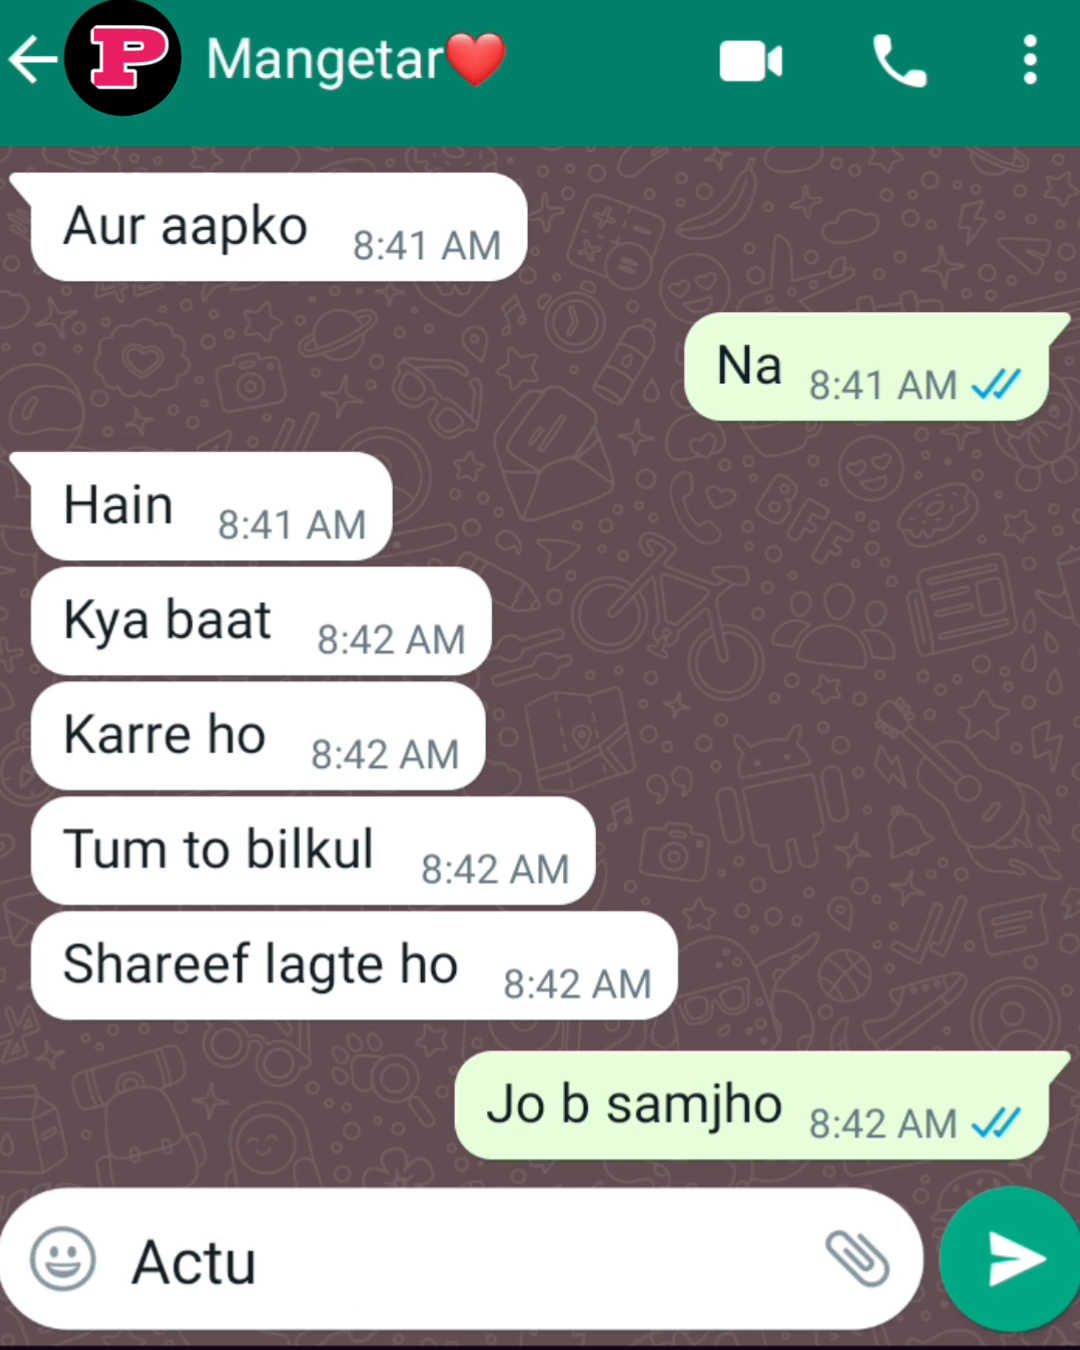 P
Mangetar❤️
Aur aapko 8:41 AM
Na 8:41 AM
Hain 8:41 AM
Kya baat 8:42 AM
Karre ho 8:42 AM
Tum to bilkul 8:42 AM
Shareef lagte ho 8:42 AM
Jo b samjho 8:42 AM
Actu